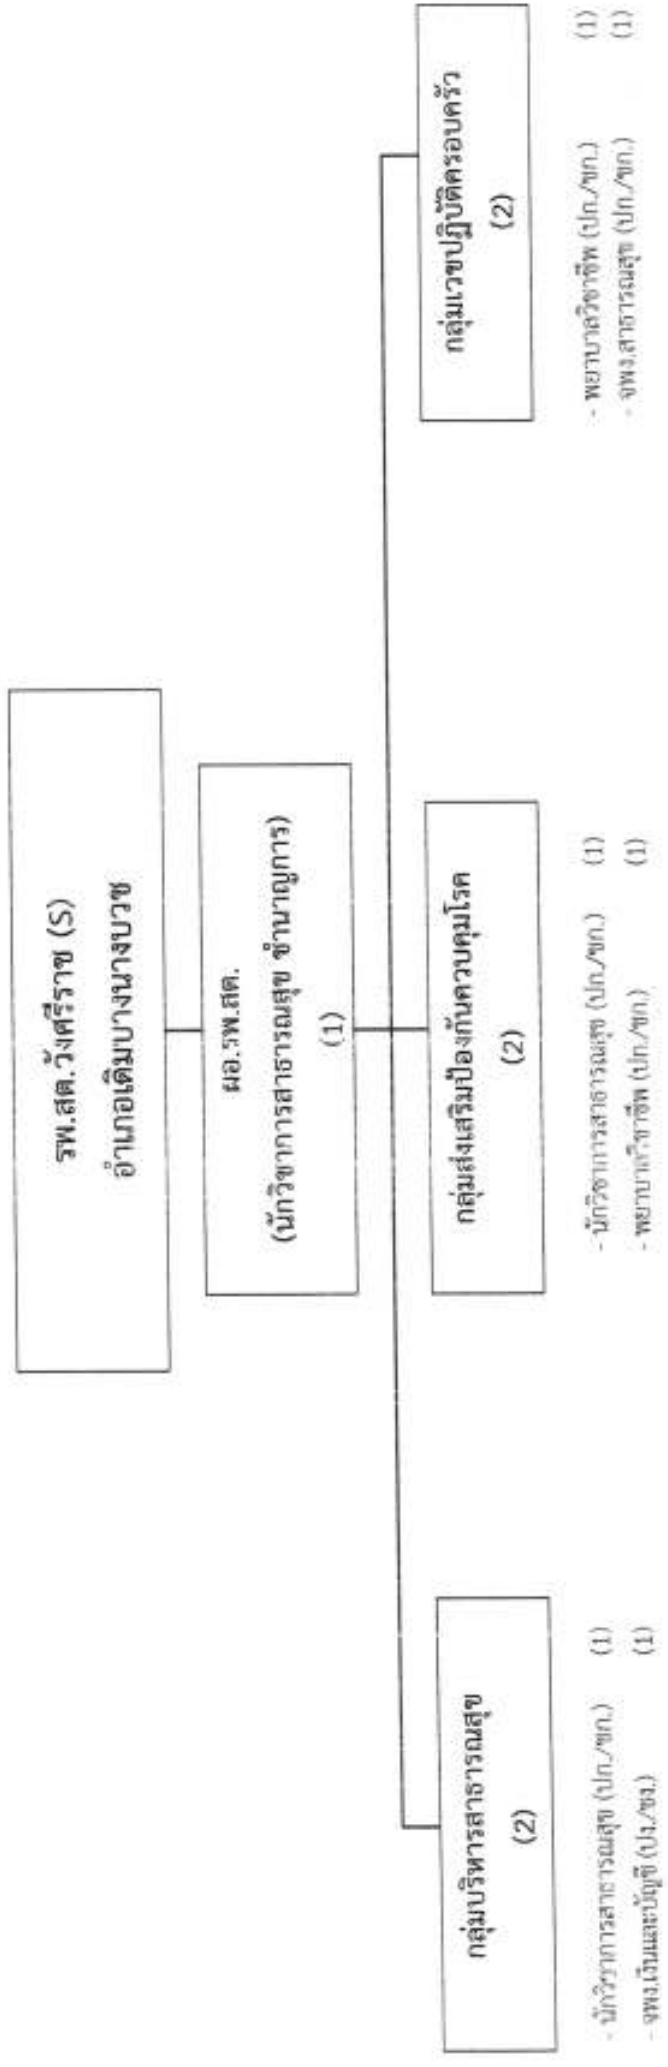 รพ.สต.วังศรีราช (S)
อำเภอเดิมบางนางบวช
ผอ.รพ.สต.
(นักวิชาการสาธารณสุข ชำนาญการ)
(1)
กลุ่มบริหารสาธารณสุข
(2)
- นักวิชาการสาธารณสุข (ปก./ชก.) (1)
- จพง.เงินและบัญชี (ปง./ชง.) (1)
กลุ่มส่งเสริมป้องกันควบคุมโรค
(2)
- นักวิชาการสาธารณสุข (ปก./ชก.) (1)
- พยาบาลวิชาชีพ (ปก./ชก.) (1)
กลุ่มเวชปฏิบัติครอบครัว
(2)
- พยาบาลวิชาชีพ (ปก./ชก.) (1)
- จพง.สาธารณสุข (ปก./ชก.) (1)